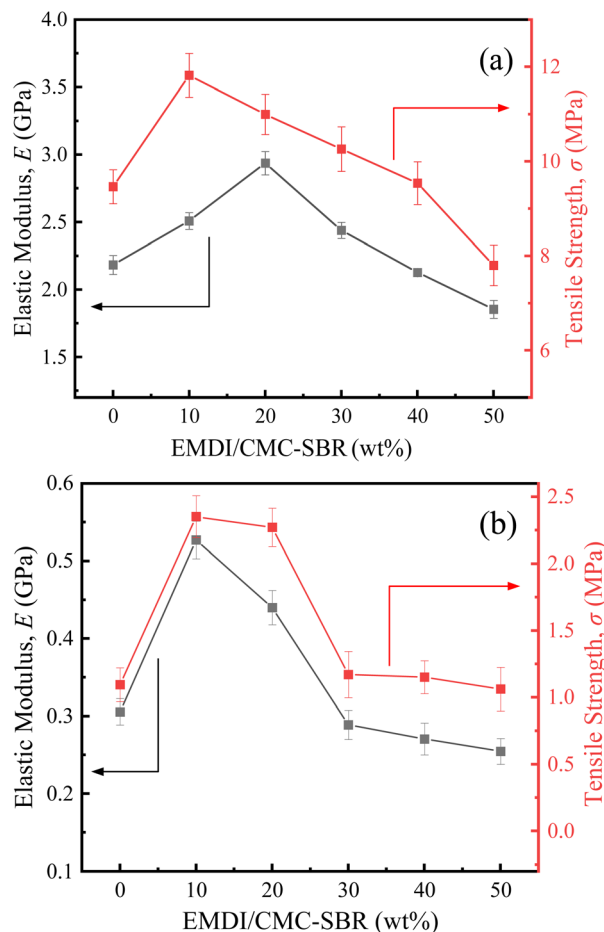 (a)
Elastic Modulus, E (GPa)
4.0
3.5
3.0
2.5
2.0
1.5
12
10
8
6
Tensile Strength, σ (MPa)
0 10 20 30 40 50
EMDI/CMC-SBR (wt%)
(b)
Elastic Modulus, E (GPa)
0.6
0.5
0.4
0.3
0.2
0.1
2.5
2.0
1.5
1.0
0.5
0.0
Tensile Strength, σ (MPa)
0 10 20 30 40 50
EMDI/CMC-SBR (wt%)